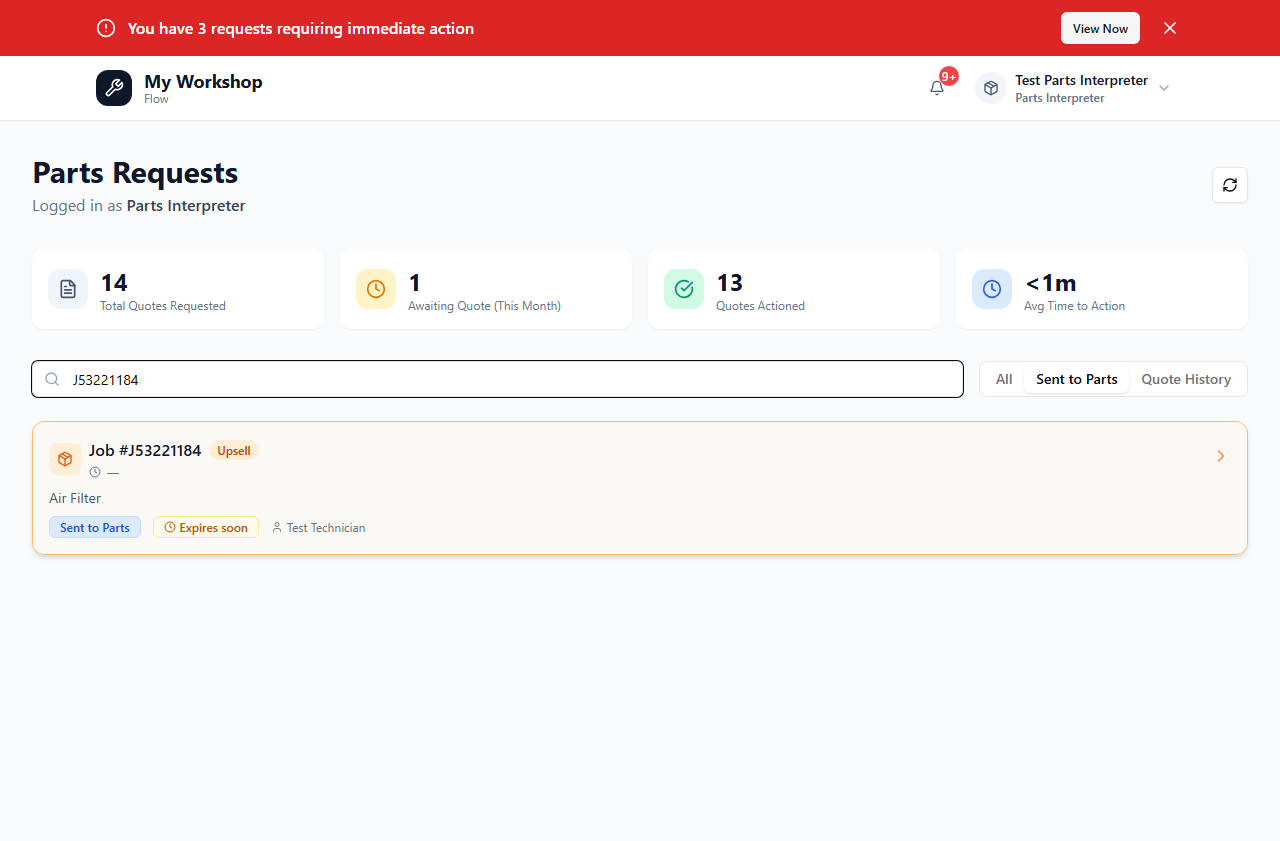 You have 3 requests requiring immediate action
View Now
My Workshop
Flow
9+
Test Parts Interpreter
Parts Interpreter
Parts Requests
Logged in as Parts Interpreter
14
Total Quotes Requested
1
Awaiting Quote (This Month)
13
Quotes Actioned
<1m
Avg Time to Action
J53221184
All
Sent to Parts
Quote History
Job #J53221184
Upsell
—
Air Filter
Sent to Parts
Expires soon
Test Technician